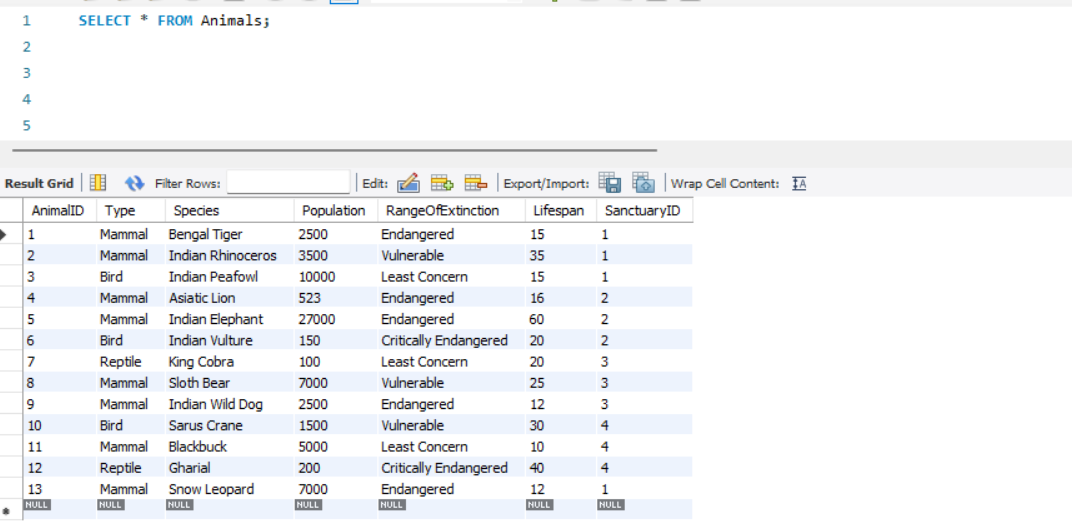 1 SELECT * FROM Animals;
2
3
4
5
Result Grid Filter Rows: Edit: Export/Import: Wrap Cell Content: IA
AnimalID Type Species Population RangeOfExtinction Lifespan SanctuaryID
1 Mammal Bengal Tiger 2500 Endangered 15 1
2 Mammal Indian Rhinoceros 3500 Vulnerable 35 1
3 Bird Indian Peafowl 10000 Least Concern 15 1
4 Mammal Asiatic Lion 523 Endangered 16 2
5 Mammal Indian Elephant 27000 Endangered 60 2
6 Bird Indian Vulture 150 Critically Endangered 20 2
7 Reptile King Cobra 100 Least Concern 20 3
8 Mammal Sloth Bear 7000 Vulnerable 25 3
9 Mammal Indian Wild Dog 2500 Endangered 12 3
10 Bird Sarus Crane 1500 Vulnerable 30 4
11 Mammal Blackbuck 5000 Least Concern 10 4
12 Reptile Gharial 200 Critically Endangered 40 4
13 Mammal Snow Leopard 7000 Endangered 12 1
NULL NULL NULL NULL NULL NULL NULL